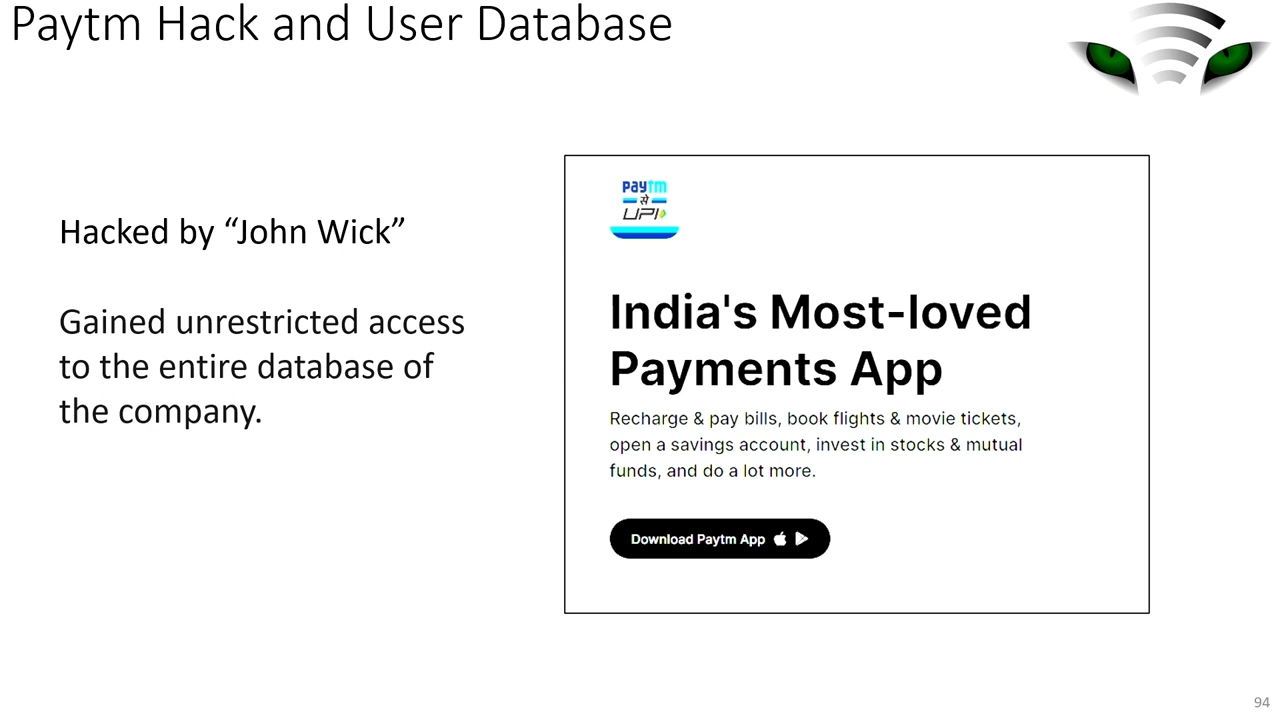 Paytm Hack and User Database
Hacked by “John Wick”
Gained unrestricted access
to the entire database of
the company.
paytm
से
UPI
India's Most-loved
Payments App
Recharge & pay bills, book flights & movie tickets,
open a savings account, invest in stocks & mutual
funds, and do a lot more.
Download Paytm App
94